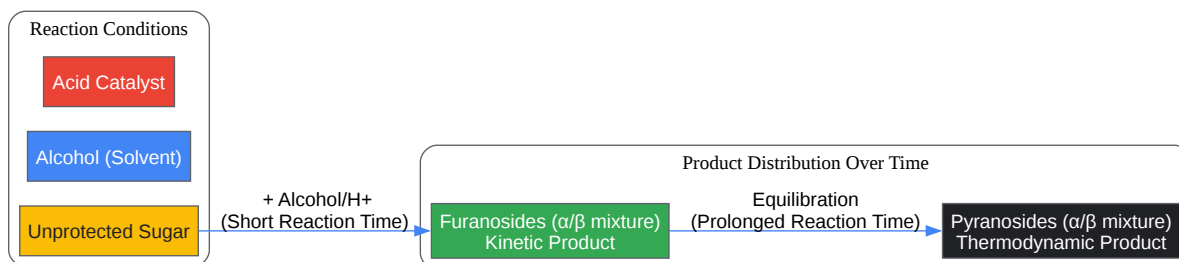 Reaction Conditions
Acid Catalyst
Alcohol (Solvent)
Unprotected Sugar
+ Alcohol/H+
(Short Reaction Time)
Product Distribution Over Time
Furanosides (α/β mixture)
Kinetic Product
Equilibration
(Prolonged Reaction Time)
Pyranosides (α/β mixture)
Thermodynamic Product